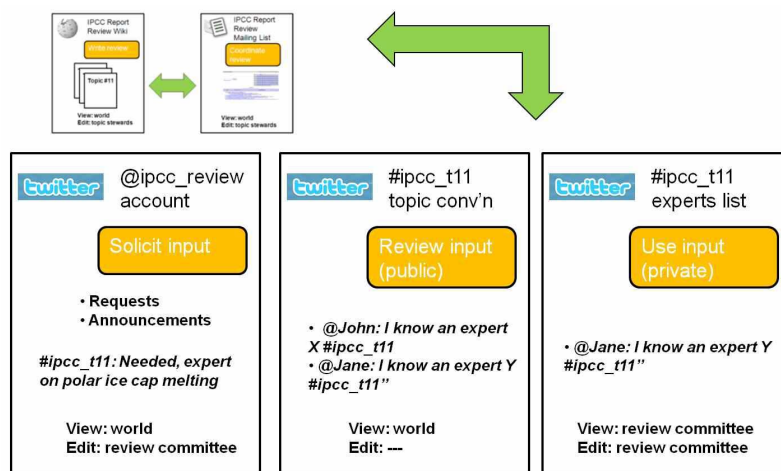 IPCC Report
Review Wiki
Write review
Topic #11
View: world
Edit: topic stewards
IPCC Report
Review
Mailing List
Coordinate
review
View: world
Edit: topic stewards
twitter
@ipcc_review
account
Solicit input
• Requests
• Announcements
#ipcc_t11: Needed, expert
on polar ice cap melting
View: world
Edit: review committee
twitter
#ipcc_t11
topic conv’n
Review input
(public)
• @John: I know an expert
X #ipcc_t11
• @Jane: I know an expert Y
#ipcc_t11”
View: world
Edit: ---
twitter
#ipcc_t11
experts list
Use input
(private)
• @Jane: I know an expert Y
#ipcc_t11”
View: review committee
Edit: review committee